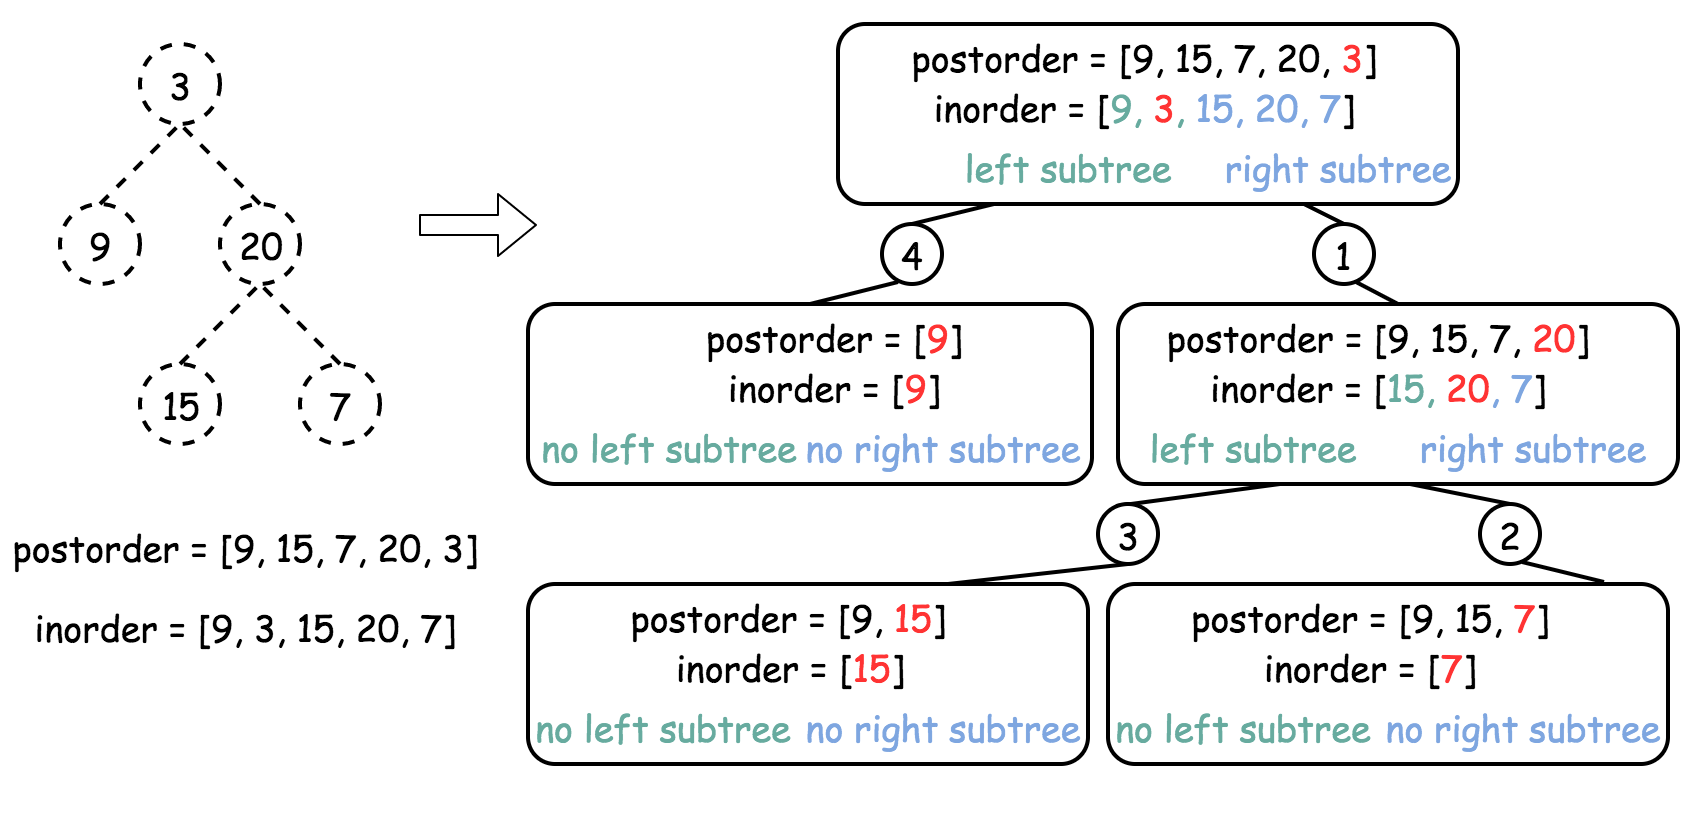 3
9
20
15
7
postorder = [9, 15, 7, 20, 3]
inorder = [9, 3, 15, 20, 7]
postorder = [9, 15, 7, 20, 3]
inorder = [9, 3, 15, 20, 7]
left subtree right subtree
4
1
postorder = [9]
inorder = [9]
no left subtree no right subtree
postorder = [9, 15, 7, 20]
inorder = [15, 20, 7]
left subtree right subtree
3
2
postorder = [9, 15]
inorder = [15]
no left subtree no right subtree
postorder = [9, 15, 7]
inorder = [7]
no left subtree no right subtree